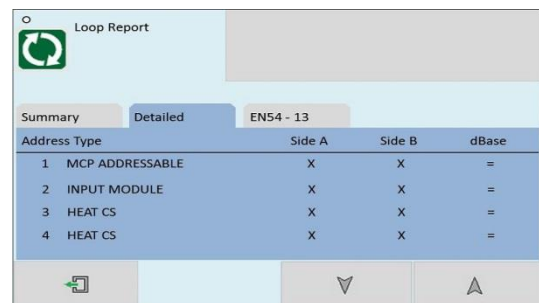 Loop Report
Summary Detailed EN54 - 13
Address Type Side A Side B dBase
1 MCP ADDRESSABLE X X =
2 INPUT MODULE X X =
3 HEAT CS X X =
4 HEAT CS X X =